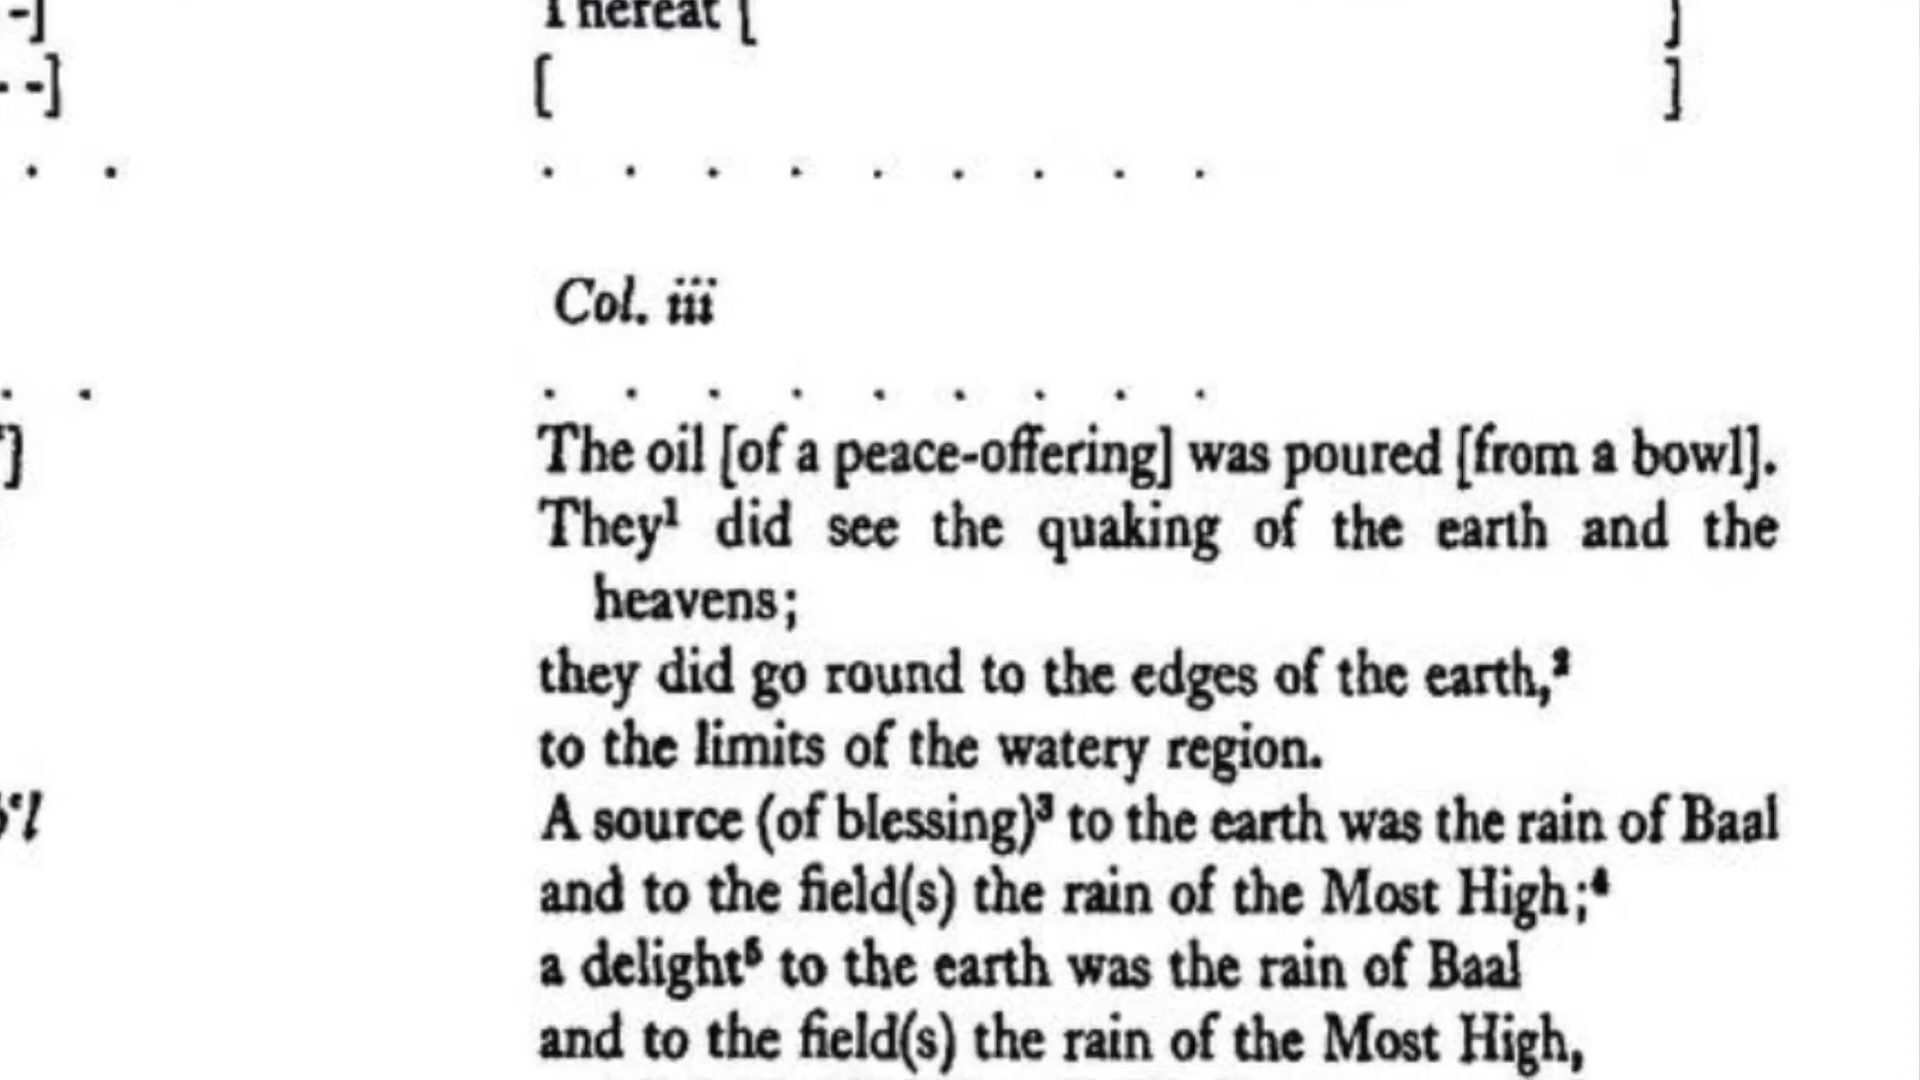 -]
Thereat [ ]
- -]
[ ]
. .
. . . . . . . . .
Col. iii
. .
. . . . . . . . .
]
The oil [of a peace-offering] was poured [from a bowl].
They¹ did see the quaking of the earth and the
heavens;
they did go round to the edges of the earth,²
to the limits of the watery region.
bʻl
A source (of blessing)³ to the earth was the rain of Baal
and to the field(s) the rain of the Most High;⁴
a delight⁵ to the earth was the rain of Baal
and to the field(s) the rain of the Most High,